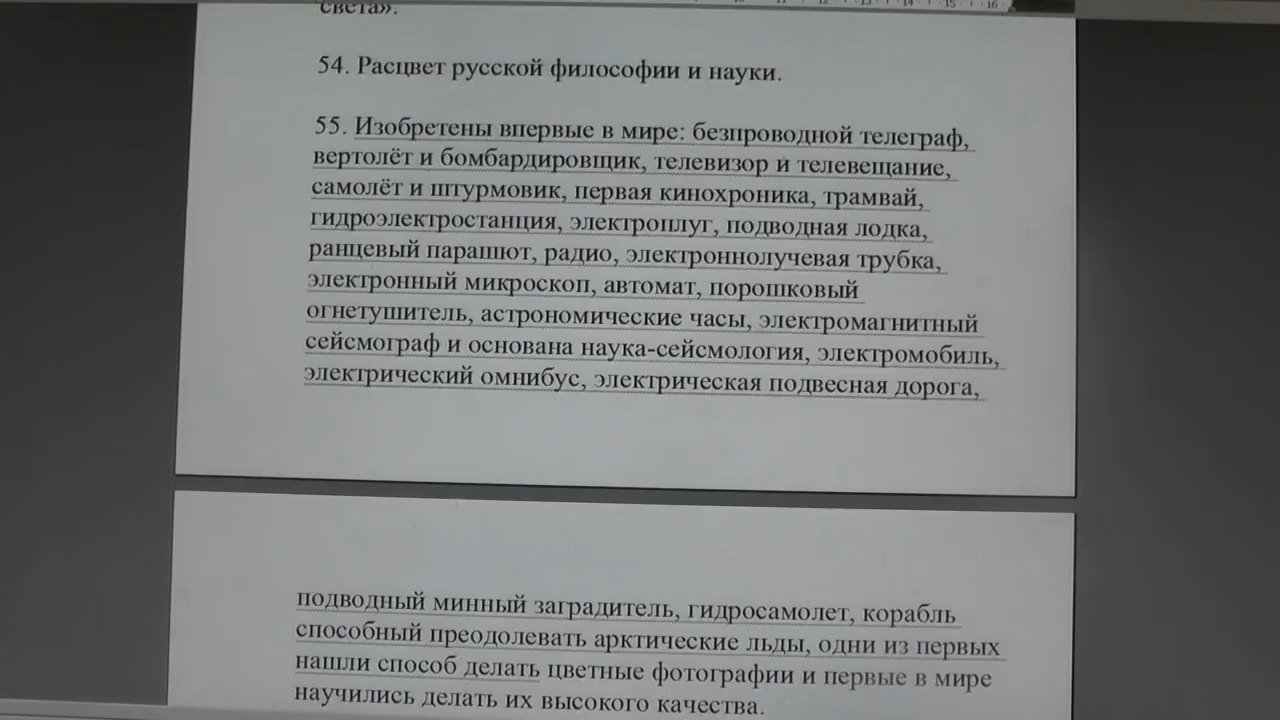 света».
54. Расцвет русской философии и науки.
55. Изобретены впервые в мире: безпроводной телеграф,
вертолёт и бомбардировщик, телевизор и телевещание,
самолёт и штурмовик, первая кинохроника, трамвай,
гидроэлектростанция, электроплуг, подводная лодка,
ранцевый парашют, радио, электроннолучевая трубка,
электронный микроскоп, автомат, порошковый
огнетушитель, астрономические часы, электромагнитный
сейсмограф и основана наука-сейсмология, электромобиль,
электрический омнибус, электрическая подвесная дорога,
подводный минный заградитель, гидросамолет, корабль
способный преодолевать арктические льды, одни из первых
нашли способ делать цветные фотографии и первые в мире
научились делать их высокого качества.